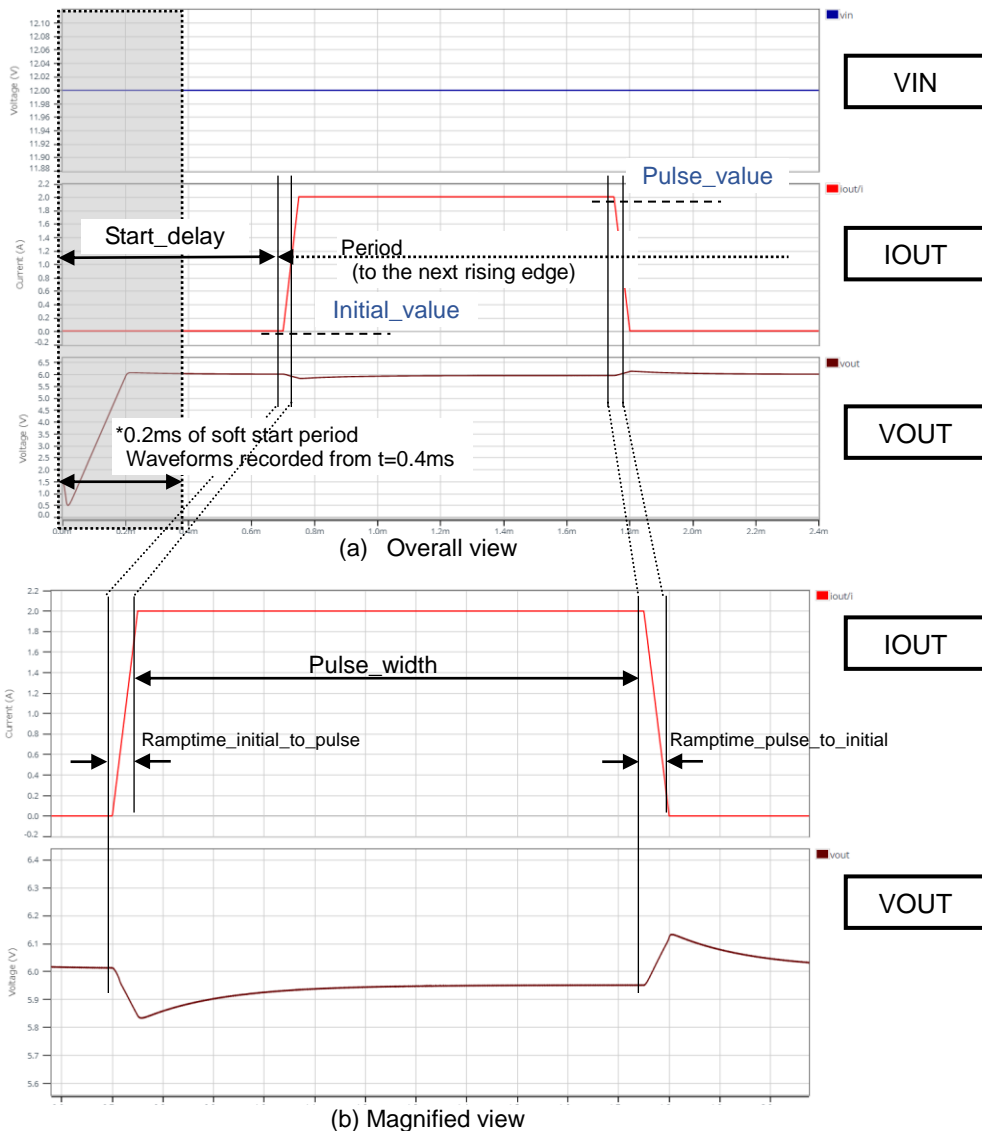 vin
12.10
12.08
12.06
12.04
12.02
12.00
11.98
11.96
11.94
11.92
11.90
11.88
Voltage (V)
VIN
2.2
2.0
1.8
1.6
1.4
1.2
1.0
0.8
0.6
0.4
0.2
0.0
-0.2
Current (A)
iout/i
Pulse_value
IOUT
Start_delay
Period
(to the next rising edge)
Initial_value
6.5
6.0
5.5
5.0
4.5
4.0
3.5
3.0
2.5
2.0
1.5
1.0
0.5
0.0
Voltage (V)
vout
VOUT
*0.2ms of soft start period
Waveforms recorded from t=0.4ms
0.0m 0.2m 0.6m 0.8m 1.0m 1.2m 1.4m 1.6m 1.8m 2.0m 2.2m 2.4m
(a) Overall view
2.2
2.0
1.8
1.6
1.4
1.2
1.0
0.8
0.6
0.4
0.2
0.0
-0.2
Current (A)
iout/i
IOUT
Pulse_width
Ramptime_initial_to_pulse
Ramptime_pulse_to_initial
6.4
6.3
6.2
6.1
6.0
5.9
5.8
5.7
5.6
Voltage (V)
vout
VOUT
(b) Magnified view